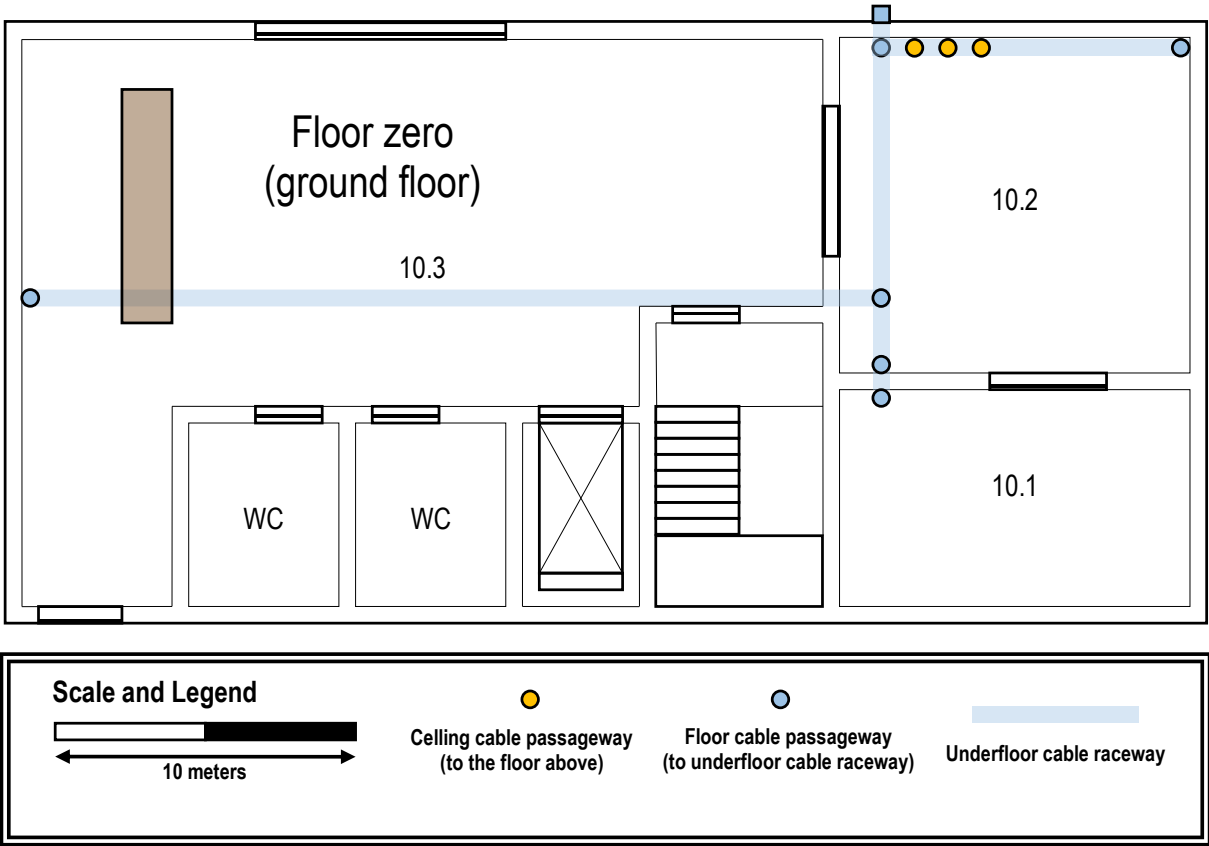 Floor zero
(ground floor)
10.2
10.3
10.1
WC
WC
Scale and Legend
10 meters
Celling cable passageway
(to the floor above)
Floor cable passageway
(to underfloor cable raceway)
Underfloor cable raceway